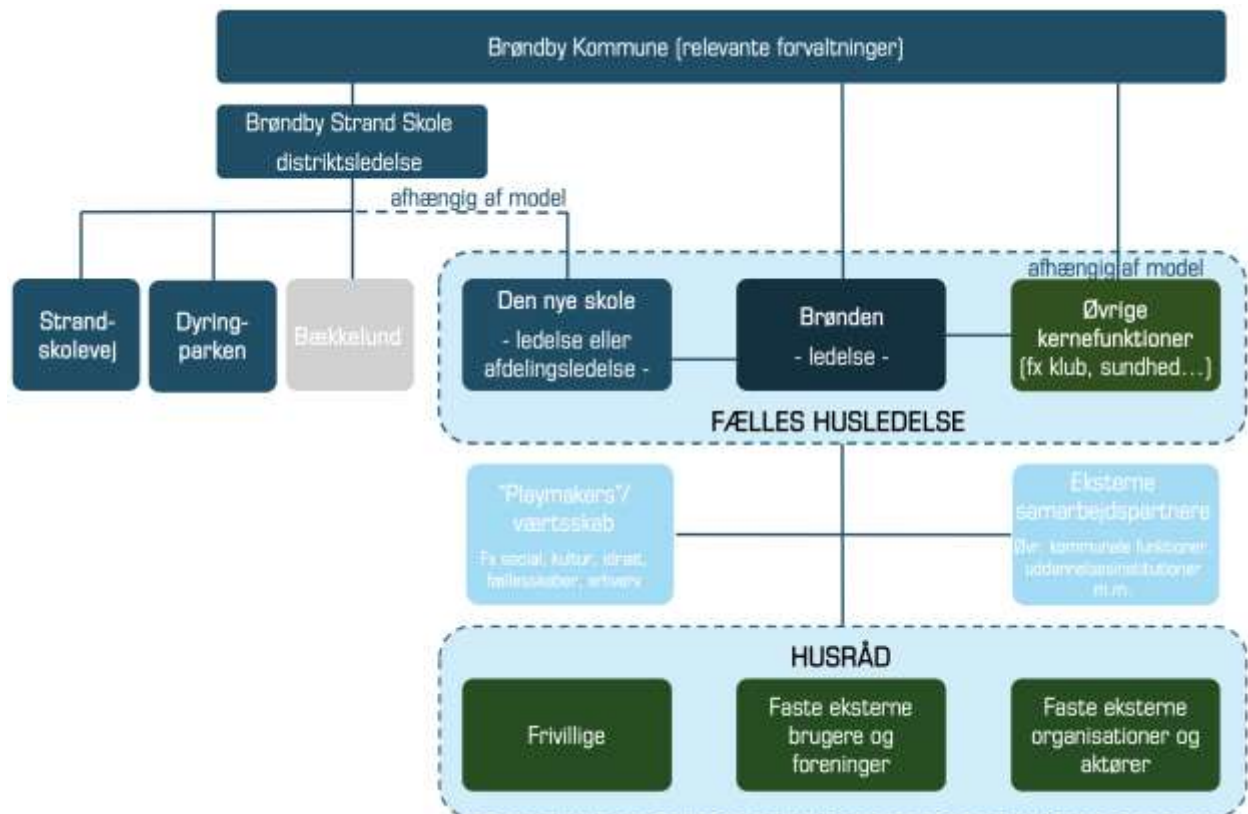 Brøndby Kommune (relevante forvaltninger)
Brøndby Strand Skole
distriktsledelse
afhængig af model
Strand-
skolevej
Dyring-
parken
Bækkelund
Den nye skole
- ledelse eller
afdelingsledelse -
Brønden
- ledelse -
afhængig af model
Øvrige
kernefunktioner
(fx klub, sundhed...)
FÆLLES HUSLEDELSE
"Playmakers"/
værtsskab
Fx social, kultur, idræt,
fællesskaber, erhverv
Eksterne
samarbejdspartnere
Øvr. kommunale funktioner
uddannelsesinstitutioner
m.m.
HUSRÅD
Frivillige
Faste eksterne
brugere og
foreninger
Faste eksterne
organisationer og
aktører